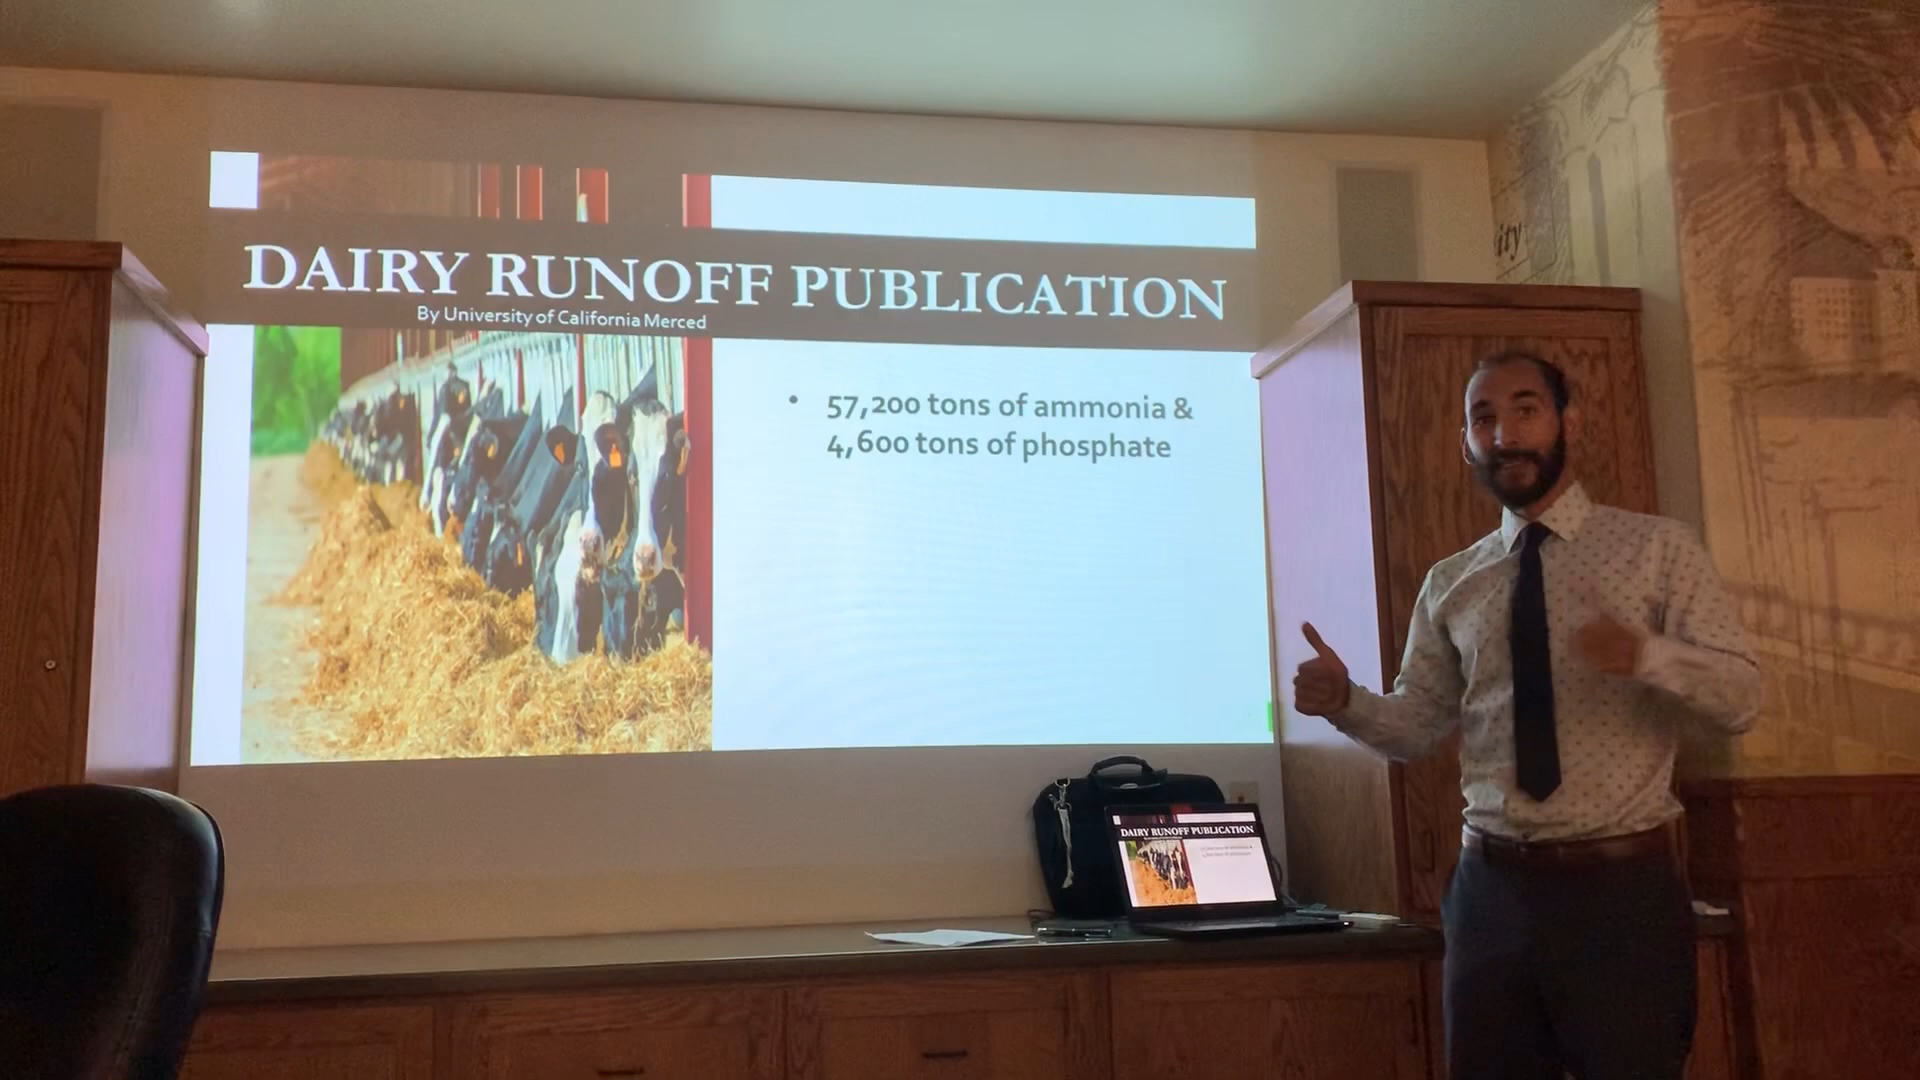 DAIRY RUNOFF PUBLICATION
By University of California Merced
• 57,200 tons of ammonia &
4,600 tons of phosphate
ity
DAIRY RUNOFF PUBLICATION